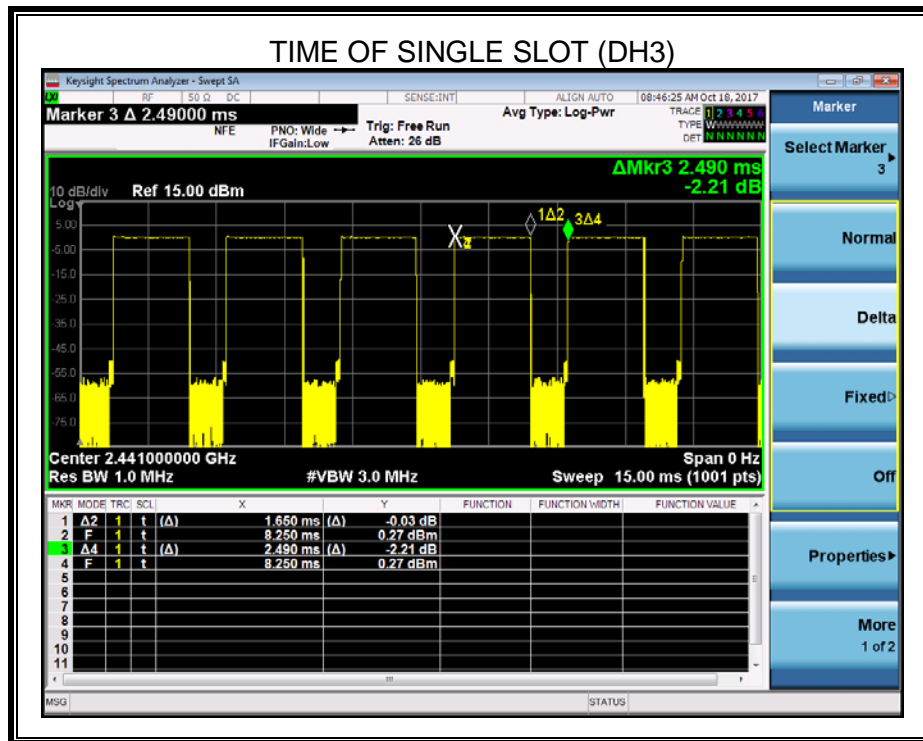 TIME OF SINGLE SLOT (DH3)
Keysight Spectrum Analyzer - Swept SA
RF 50 Ω DC SENSE:INT ALIGN AUTO 08:46:25 AM Oct 18, 2017
Marker 3 Δ 2.49000 ms
NFE
PNO: Wide
IFGain:Low
Trig: Free Run
Atten: 26 dB
Avg Type: Log-Pwr
TRACE 1 2 3 4 5 6
TYPE WWWWWW
DET N N N N N N
ΔMkr3 2.490 ms
-2.21 dB
10 dB/div Ref 15.00 dBm
Log
5.00
-5.00
-15.0
-25.0
-35.0
-45.0
-55.0
-65.0
-75.0
1Δ2 3Δ4
Center 2.441000000 GHz Span 0 Hz
Res BW 1.0 MHz #VBW 3.0 MHz Sweep 15.00 ms (1001 pts)
MKR MODE TRC SCL X Y FUNCTION FUNCTION WIDTH FUNCTION VALUE
1 Δ2 1 t (Δ) 1.650 ms (Δ) -0.03 dB
2 F 1 t 8.250 ms 0.27 dBm
3 Δ4 1 t (Δ) 2.490 ms (Δ) -2.21 dB
4 F 1 t 8.250 ms 0.27 dBm
5
6
7
8
9
10
11
MSG STATUS
Marker
Select Marker
3
Normal
Delta
Fixed
Off
Properties
More
1 of 2